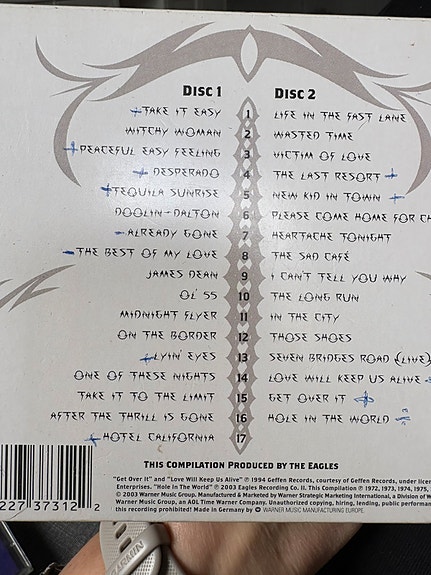 DISC 1
TAKE IT EASY
WITCHY WOMAN
PEACEFUL EASY FEELING
DESPERADO
TEQUILA SUNRISE
DOOLIN-DALTON
ALREADY GONE
THE BEST OF MY LOVE
JAMES DEAN
OL' 55
MIDNIGHT FLYER
ON THE BORDER
LYIN' EYES
ONE OF THESE NIGHTS
TAKE IT TO THE LIMIT
AFTER THE THRILL IS GONE
HOTEL CALIFORNIA
1
2
3
4
5
6
7
8
9
10
11
12
13
14
15
16
17
DISC 2
LIFE IN THE FAST LANE
WASTED TIME
VICTIM OF LOVE
THE LAST RESORT
NEW KID IN TOWN
PLEASE COME HOME FOR CH
HEARTACHE TONIGHT
THE SAD CAFÉ
I CAN'T TELL YOU WHY
THE LONG RUN
IN THE CITY
THOSE SHOES
SEVEN BRIDGES ROAD (LIVE)
LOVE WILL KEEP US ALIVE
GET OVER IT
HOLE IN THE WORLD
THIS COMPILATION PRODUCED BY THE EAGLES
"Get Over It" and "Love Will Keep Us Alive" ℗ 1994 Geffen Records, courtesy of Geffen Records, under licen
Enterprises. "Hole In The World" ℗ 2003 Eagles Recording Co. II. This Compilation ℗ 1972, 1973, 1974, 1975,
© 2003 Warner Music Group. Manufactured & Marketed by Warner Strategic Marketing International, a Division of W
Warner Music Group, an AOL Time Warner Company. Unauthorized copying, hiring, lending, public performan
this recording prohibited! Made in Germany by WARNER MUSIC MANUFACTURING EUROPE.
227 37312 2
GARMIN